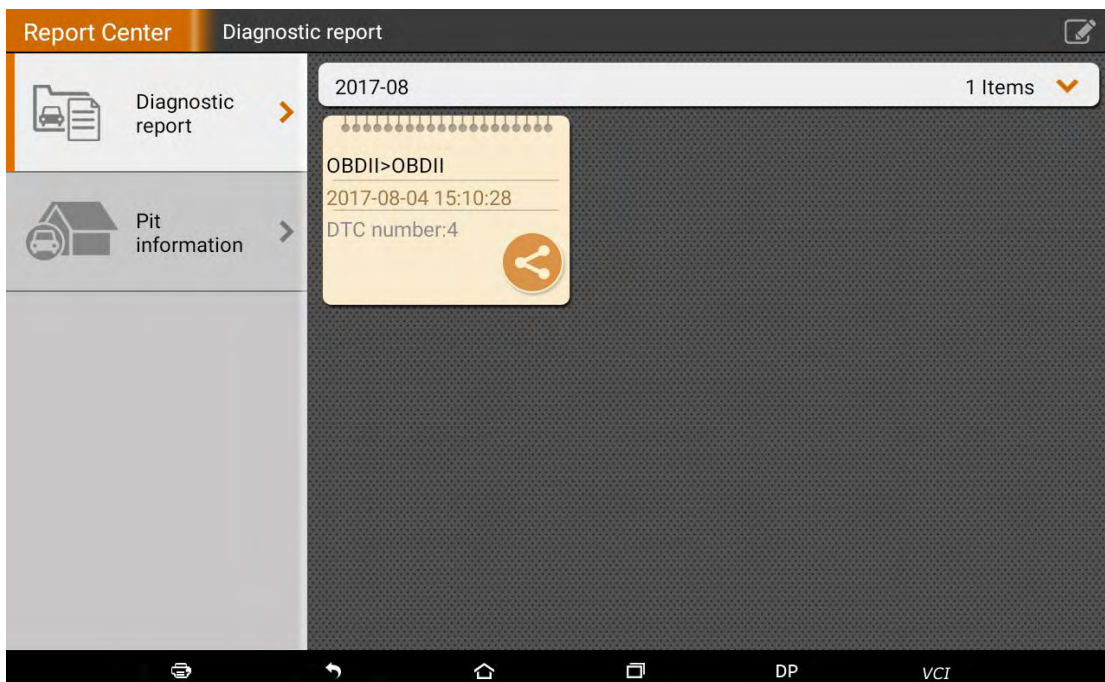 Report Center
Diagnostic report
Diagnostic
report
Pit
information
2017-08
1 Items
OBDII>OBDII
2017-08-04 15:10:28
DTC number:4
DP
VCI